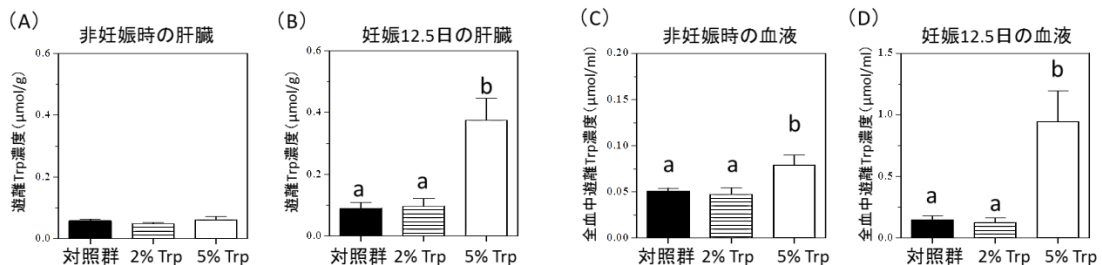 (A)
非妊娠時の肝臓
遊離Trp濃度(μmol/g)
0.6
0.4
0.2
0.0
対照群 2% Trp 5% Trp
(B)
妊娠12.5日の肝臓
遊離Trp濃度(μmol/g)
0.6
0.4
0.2
0.0
a
a
b
対照群 2% Trp 5% Trp
(C)
非妊娠時の血液
全血中遊離Trp濃度(μmol/ml)
0.20
0.15
0.10
0.05
0.00
a
a
b
対照群 2% Trp 5% Trp
(D)
妊娠12.5日の血液
全血中遊離Trp濃度(μmol/ml)
1.5
1.0
0.5
0.0
a
a
b
対照群 2% Trp 5% Trp